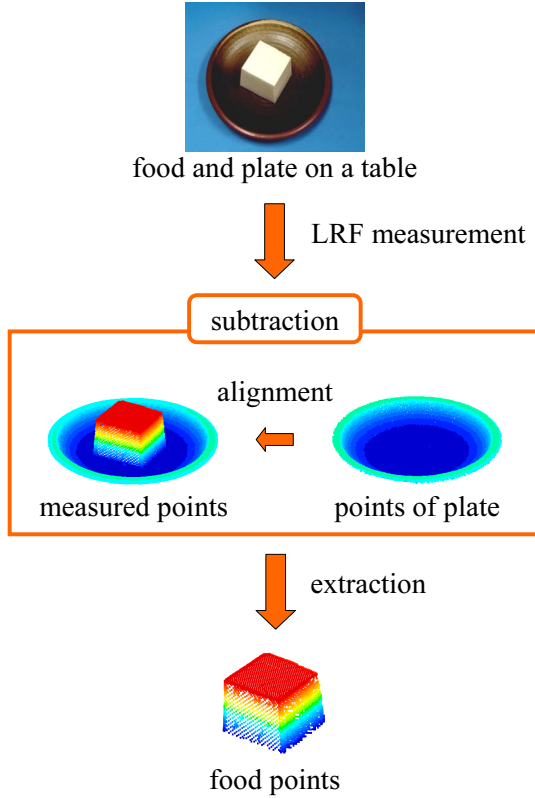 food and plate on a table
LRF measurement
subtraction
alignment
measured points
points of plate
extraction
food points